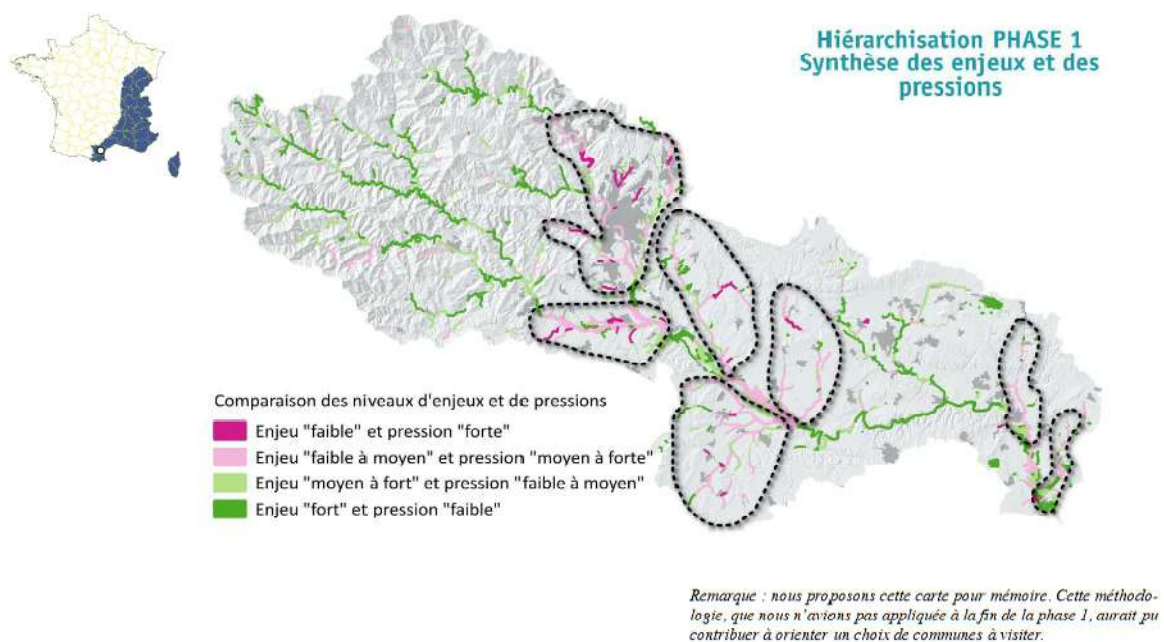 Hiérarchisation PHASE 1
Synthèse des enjeux et des
pressions
Comparaison des niveaux d'enjeux et de pressions
Enjeu "faible" et pression "forte"
Enjeu "faible à moyen" et pression "moyen à forte"
Enjeu "moyen à fort" et pression "faible à moyen"
Enjeu "fort" et pression "faible"
Remarque : nous proposons cette carte pour mémoire. Cette méthodo-
logie, que nous n'avions pas appliquée à la fin de la phase 1, aurait pu
contribuer à orienter un choix de communes à visiter.